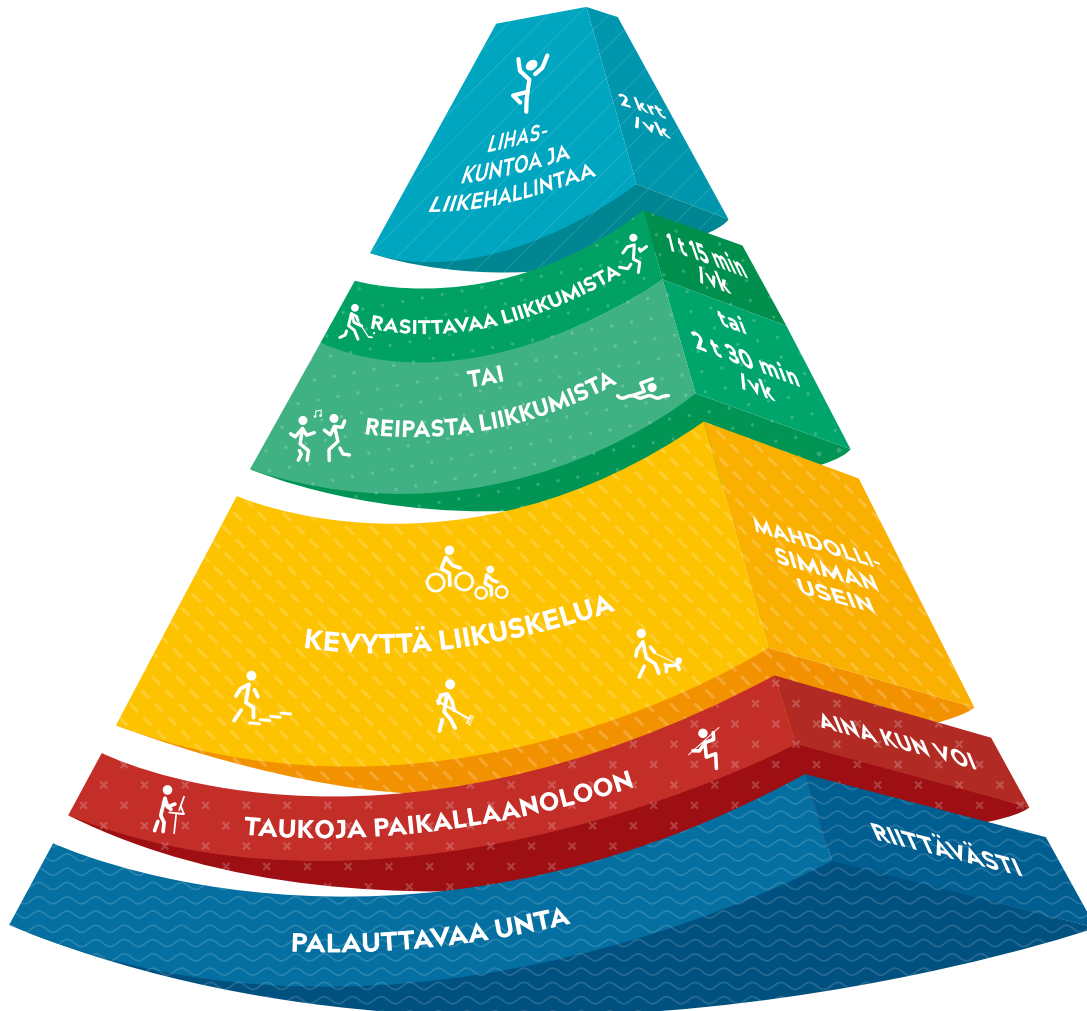 LIHAS-
KUNTOA JA
LIIKEHALLINTAA
2 krt
/vk
RASITTAVAA LIIKKUMISTA
1 t 15 min
/vk
TAI
REIPASTA LIIKKUMISTA
tai
2 t 30 min
/vk
KEVYTTÄ LIIKUSKELUA
MAHDOLLI-
SIMMAN
USEIN
TAUKOJA PAIKALLAANOLOON
AINA KUN VOI
PALAUTTAVAA UNTA
RIITTÄVÄSTI